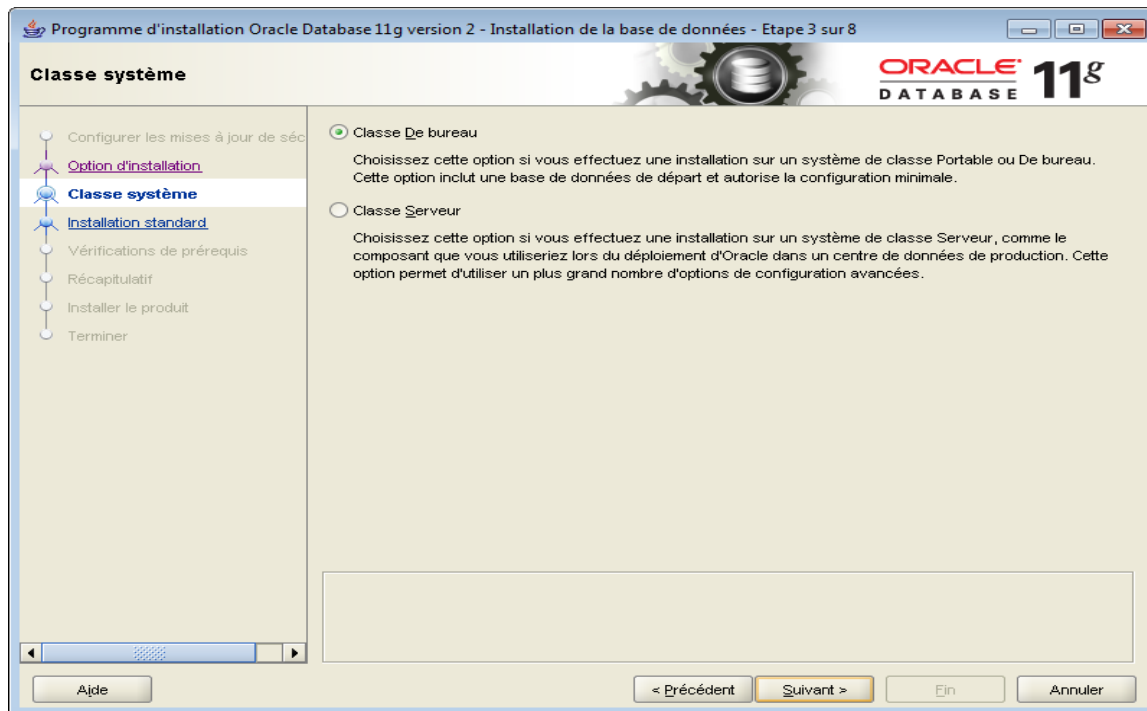 Programme d'installation Oracle Database 11g version 2 - Installation de la base de données - Etape 3 sur 8
Classe système
ORACLE
DATABASE
11g
Configurer les mises à jour de séc
Option d'installation
Classe système
Installation standard
Vérifications de prérequis
Récapitulatif
Installer le produit
Terminer
Classe De bureau
Choisissez cette option si vous effectuez une installation sur un système de classe Portable ou De bureau.
Cette option inclut une base de données de départ et autorise la configuration minimale.
Classe Serveur
Choisissez cette option si vous effectuez une installation sur un système de classe Serveur, comme le
composant que vous utiliseriez lors du déploiement d'Oracle dans un centre de données de production. Cette
option permet d'utiliser un plus grand nombre d'options de configuration avancées.
Aide
< Précédent
Suivant >
Fin
Annuler